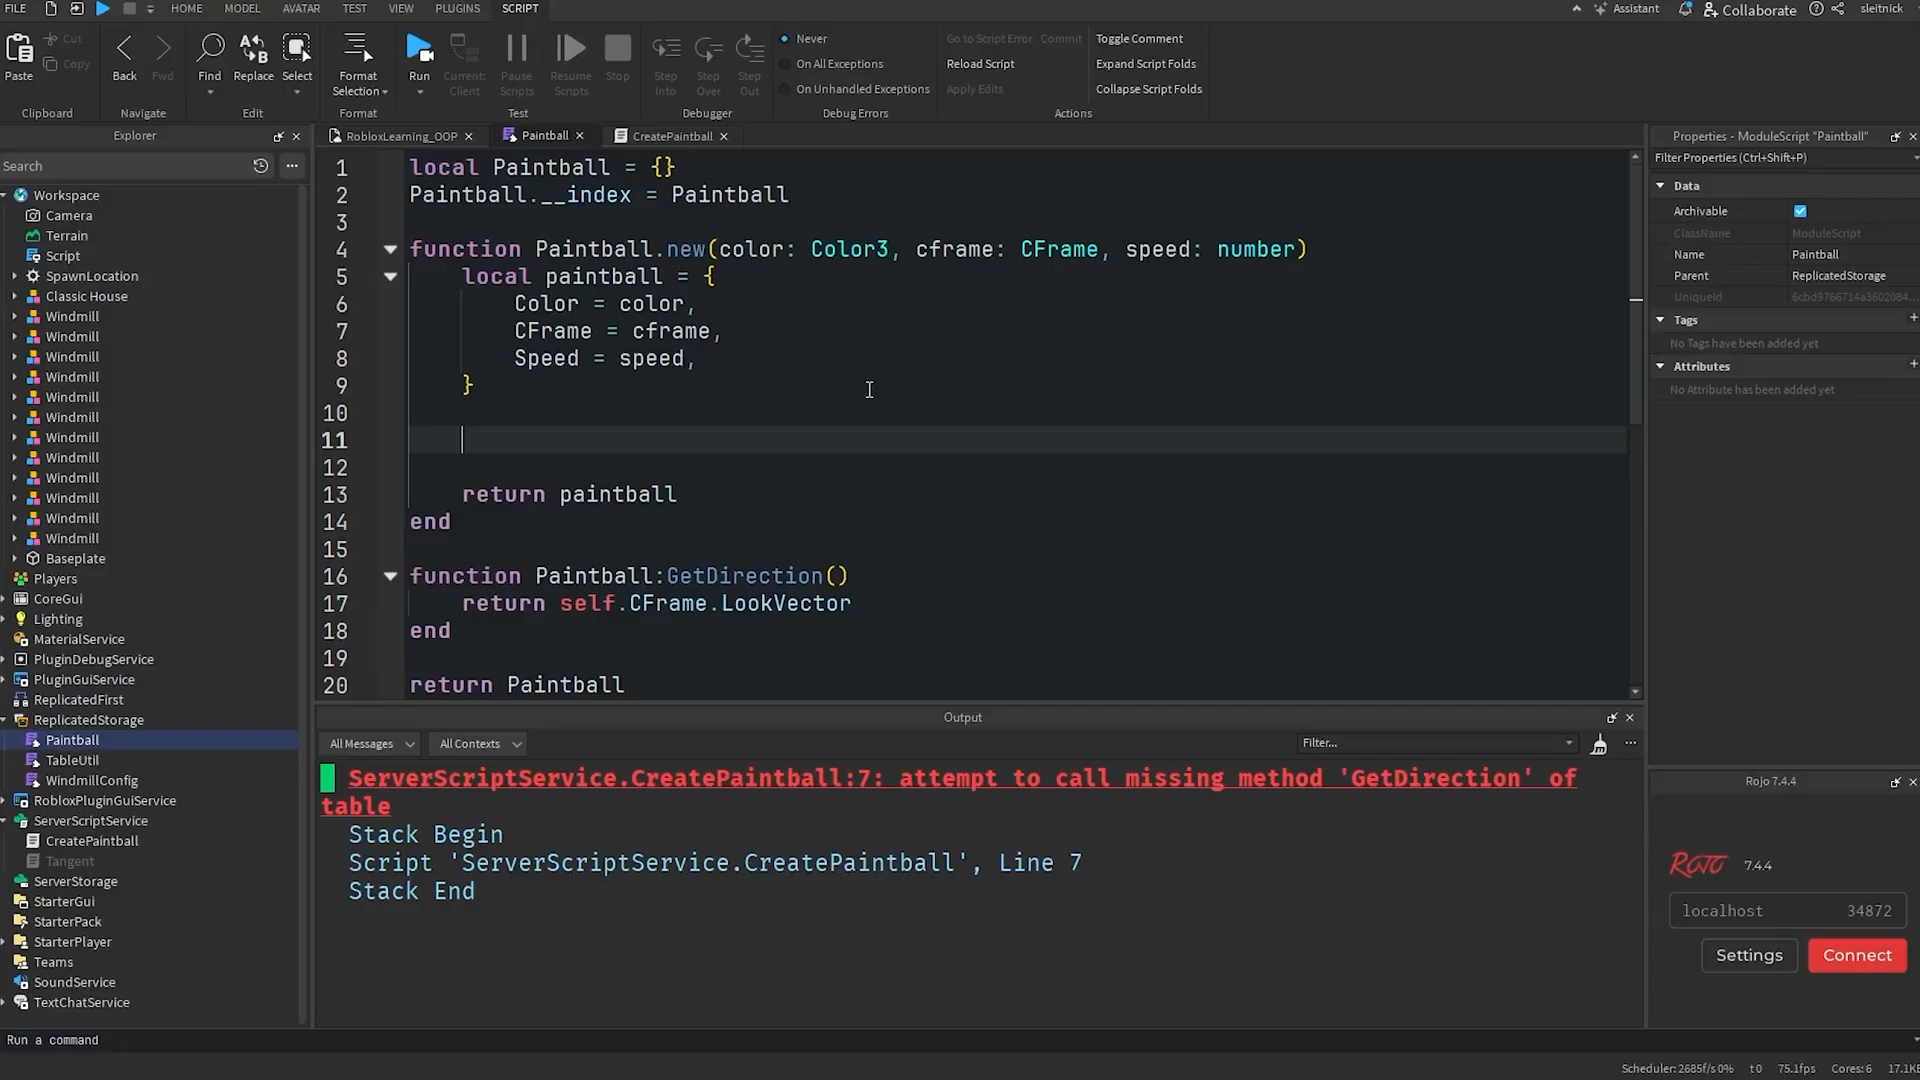 FILE HOME MODEL AVATAR TEST VIEW PLUGINS SCRIPT Assistant Collaborate sleitnick
Paste Cut Copy Back Fwd Find Replace Select Format Selection Run Current: Client Pause Scripts Resume Scripts Stop Step Into Step Over Step Out
Never
On All Exceptions
On Unhandled Exceptions
Go to Script Error Commit
Reload Script
Apply Edits
Toggle Comment
Expand Script Folds
Collapse Script Folds
Clipboard Navigate Edit Format Test Debugger Debug Errors Actions
Explorer
Search
Workspace
Camera
Terrain
Script
SpawnLocation
Classic House
Windmill
Windmill
Windmill
Windmill
Windmill
Windmill
Windmill
Windmill
Windmill
Windmill
Windmill
Windmill
Baseplate
Players
CoreGui
Lighting
MaterialService
PluginDebugService
PluginGuiService
ReplicatedFirst
ReplicatedStorage
Paintball
TableUtil
WindmillConfig
RobloxPluginGuiService
ServerScriptService
CreatePaintball
Tangent
ServerStorage
StarterGui
StarterPack
StarterPlayer
Teams
SoundService
TextChatService
RobloxLearning_OOP Paintball CreatePaintball
1 local Paintball = {}
2 Paintball.__index = Paintball
3
4 function Paintball.new(color: Color3, cframe: CFrame, speed: number)
5 local paintball = {
6 Color = color,
7 CFrame = cframe,
8 Speed = speed,
9 }
10
11
12
13 return paintball
14 end
15
16 function Paintball:GetDirection()
17 return self.CFrame.LookVector
18 end
19
20 return Paintball
Output
All Messages All Contexts Filter...
ServerScriptService.CreatePaintball:7: attempt to call missing method 'GetDirection' of
table
Stack Begin
Script 'ServerScriptService.CreatePaintball', Line 7
Stack End
Properties - ModuleScript "Paintball"
Filter Properties (Ctrl+Shift+P)
Data
Archivable
ClassName ModuleScript
Name Paintball
Parent ReplicatedStorage
UniqueId 6cbd9766714a3602084...
Tags
No Tags have been added yet
Attributes
No Attribute has been added yet
Rojo 7.4.4
ROJO 7.4.4
localhost 34872
Settings Connect
Run a command
Scheduler: 2685f/s 0% t0 75.1fps Cores: 6 17.1K